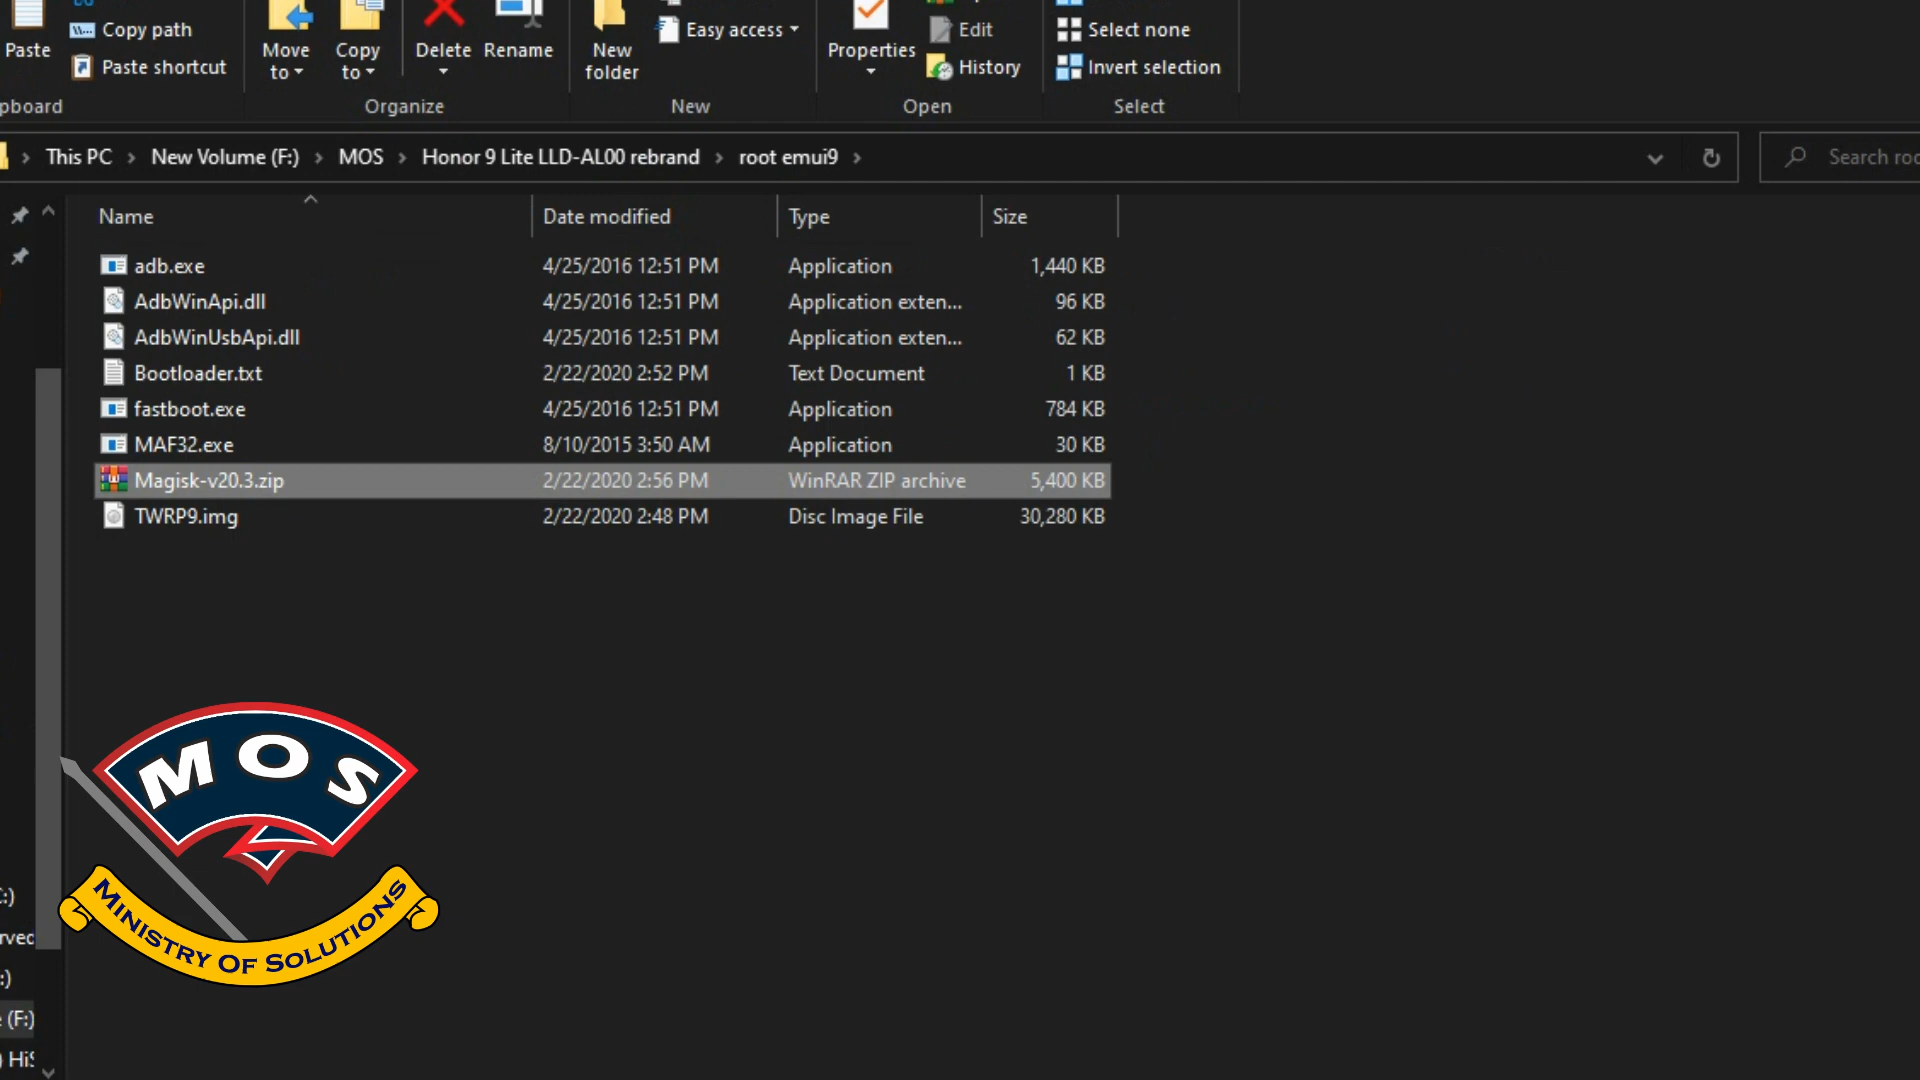 Paste
Copy path
Paste shortcut
Move to
Copy to
Delete
Rename
New folder
Easy access
Properties
Edit
History
Select none
Invert selection
pboard
Organize
New
Open
Select
This PC > New Volume (F:) > MOS > Honor 9 Lite LLD-AL00 rebrand > root emui9 >
Search roo
Name Date modified Type Size
adb.exe 4/25/2016 12:51 PM Application 1,440 KB
AdbWinApi.dll 4/25/2016 12:51 PM Application exten... 96 KB
AdbWinUsbApi.dll 4/25/2016 12:51 PM Application exten... 62 KB
Bootloader.txt 2/22/2020 2:52 PM Text Document 1 KB
fastboot.exe 4/25/2016 12:51 PM Application 784 KB
MAF32.exe 8/10/2015 3:50 AM Application 30 KB
Magisk-v20.3.zip 2/22/2020 2:56 PM WinRAR ZIP archive 5,400 KB
TWRP9.img 2/22/2020 2:48 PM Disc Image File 30,280 KB
MOS
MINISTRY OF SOLUTIONS
:)
rved
:)
(F:)